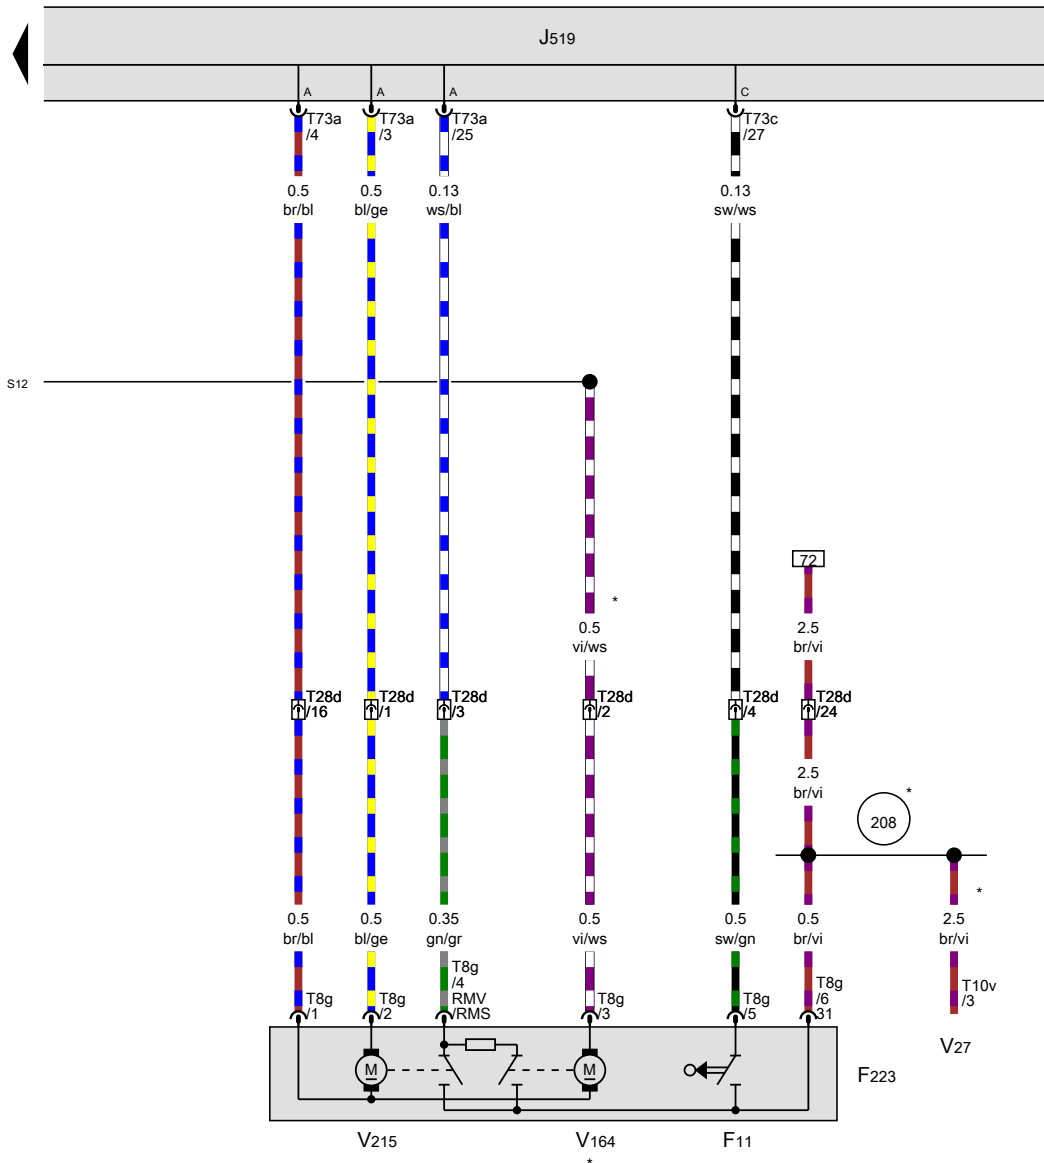 J519
A A A C
T73a T73a T73a T73c
/4 /3 /25 /27
0.5 0.5 0.13 0.13
br/bl bl/ge ws/bl sw/ws
S12
72
*
0.5 2.5
vi/ws br/vi
T28d T28d T28d T28d T28d T28d
/16 /1 /3 /2 /4 /24
2.5
br/vi
*
208
*
0.5 0.5 0.35 0.5 0.5 0.5 2.5
br/bl bl/ge gn/gr vi/ws sw/gn br/vi br/vi
T8g
/4
T8g
/6
T10v
/3
T8g T8g RMV T8g T8g
/1 /2 /RMS /3 /5 31
V27
M M
F223
V215 V164 F11
*